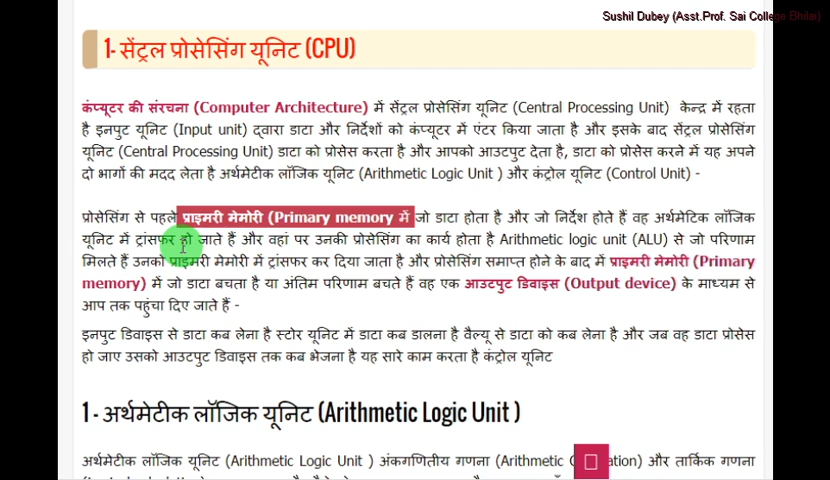 Sushil Dubey (Asst.Prof. Sai College Bhilai)
1- सेंट्रल प्रोसेसिंग यूनिट (CPU)
कंप्यूटर की संरचना (Computer Architecture) में सेंट्रल प्रोसेसिंग यूनिट (Central Processing Unit) केन्द्र में रहता
है इनपुट यूनिट (Input unit) द्वारा डाटा और निर्देशों को कंप्यूटर में एंटर किया जाता है और इसके बाद सेंट्रल प्रोसेसिंग
यूनिट (Central Processing Unit) डाटा को प्रोसेस करता है और आपको आउटपुट देता है, डाटा को प्रोसेस करने में यह अपने
दो भागों की मदद लेता है अर्थमेटीक लॉजिक यूनिट (Arithmetic Logic Unit ) और कंट्रोल यूनिट (Control Unit) -
प्रोसेसिंग से पहले प्राइमरी मेमोरी (Primary memory में जो डाटा होता है और जो निर्देश होते हैं वह अर्थमेटिक लॉजिक
यूनिट में ट्रांसफर हो जाते हैं और वहां पर उनकी प्रोसेसिंग का कार्य होता है Arithmetic logic unit (ALU) से जो परिणाम
मिलते हैं उनको प्राइमरी मेमोरी में ट्रांसफर कर दिया जाता है और प्रोसेसिंग समाप्त होने के बाद में प्राइमरी मेमोरी (Primary
memory) में जो डाटा बचता है या अंतिम परिणाम बचते हैं वह एक आउटपुट डिवाइस (Output device) के माध्यम से
आप तक पहुंचा दिए जाते हैं -
इनपुट डिवाइस से डाटा कब लेना है स्टोर यूनिट में डाटा कब डालना है वैल्यू से डाटा को कब लेना है और जब वह डाटा प्रोसेस
हो जाए उसको आउटपुट डिवाइस तक कब भेजना है यह सारे काम करता है कंट्रोल यूनिट
1 - अर्थमेटीक लॉजिक यूनिट (Arithmetic Logic Unit )
अर्थमेटीक लॉजिक यूनिट (Arithmetic Logic Unit ) अंकगणितीय गणना (Arithmetic और तार्किक गणना